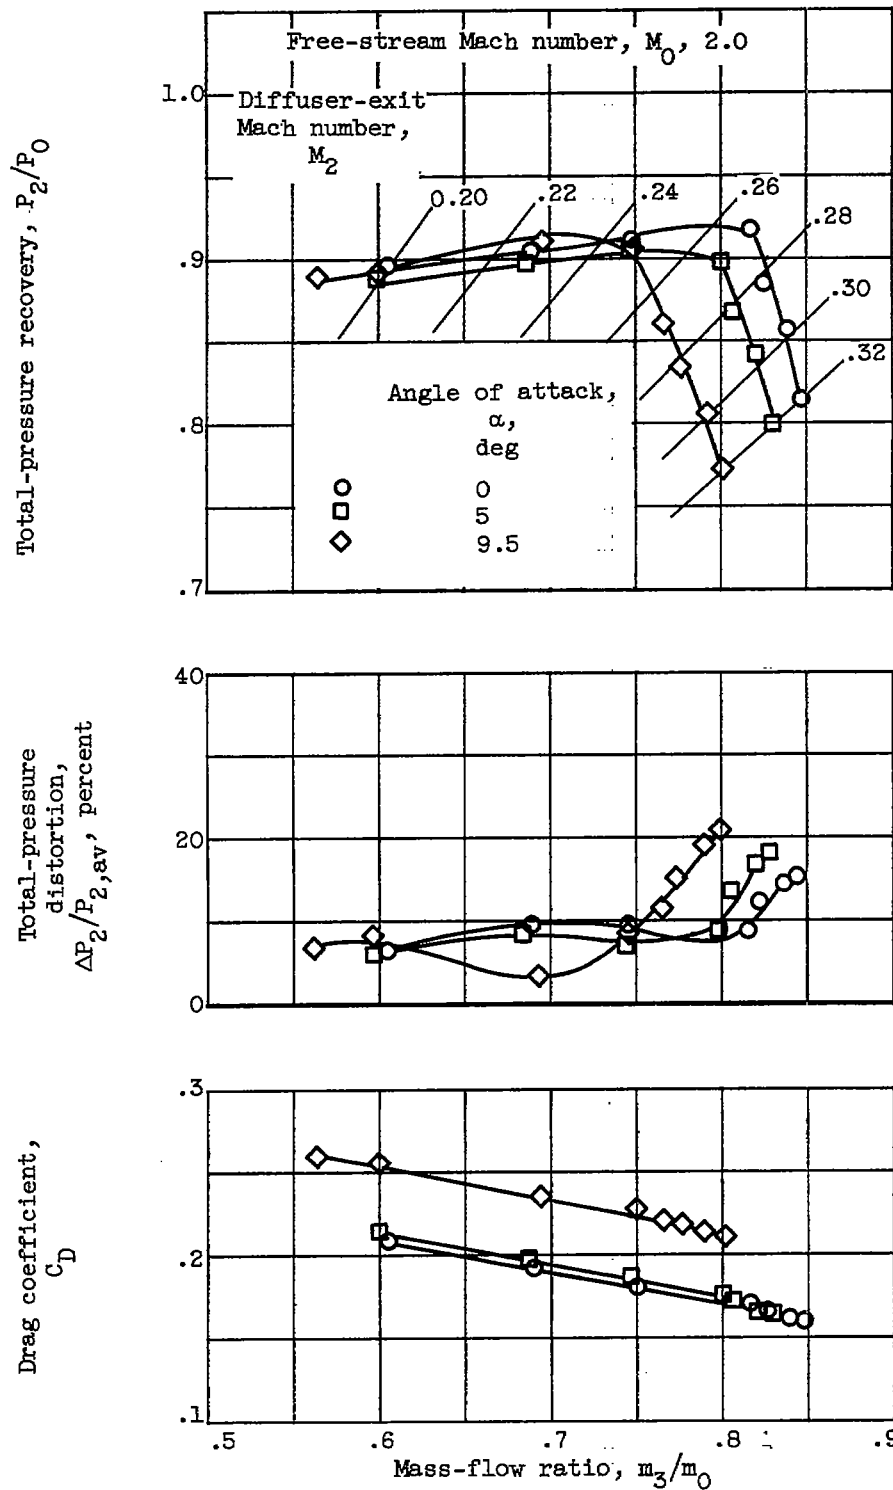 Free-stream Mach number, M0, 2.0
Total-pressure recovery, P2/P0
1.0
.9
.8
.7
Diffuser-exit
Mach number,
M2
0.20
.22
.24
.26
.28
.30
.32
Angle of attack,
α,
deg
0
5
9.5
Total-pressure
distortion,
ΔP2/P2,av, percent
40
20
0
Drag coefficient,
CD
.3
.2
.1
.5
.6
.7
.8
.9
Mass-flow ratio, m3/m0